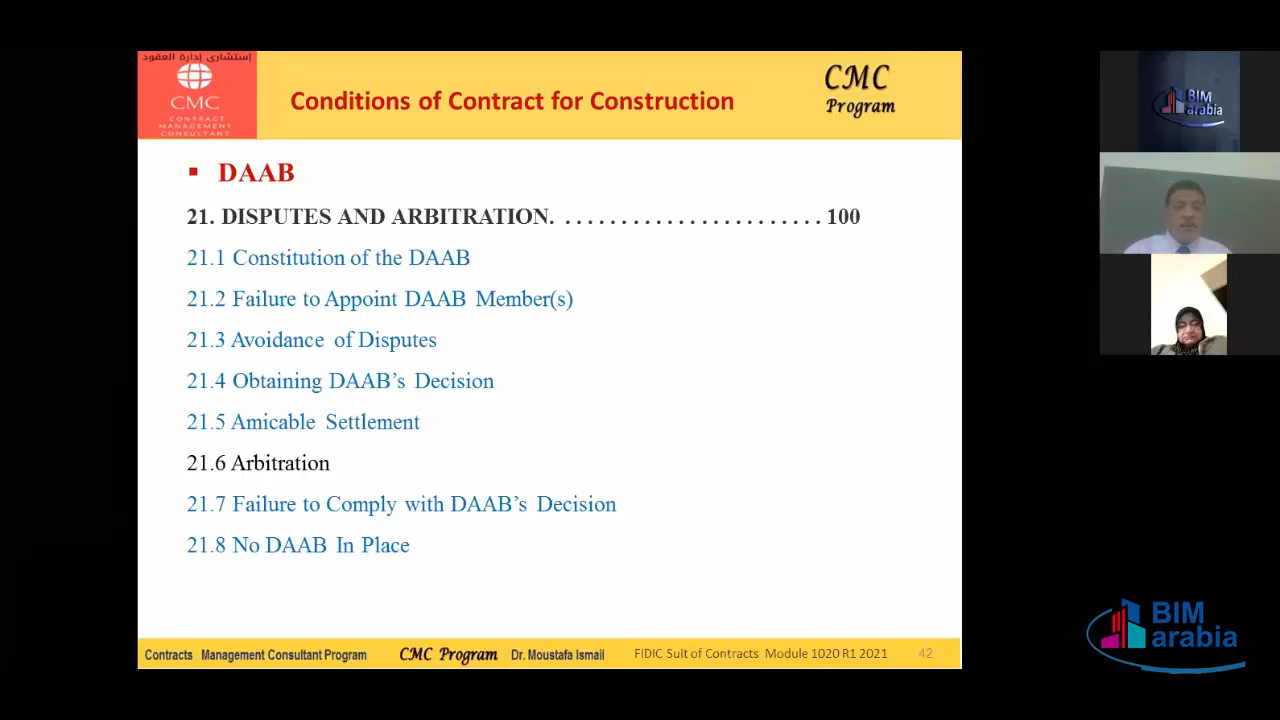 إستشارى إدارة العقود
CMC
CONTRACT
MANAGEMENT
CONSULTANT
Conditions of Contract for Construction
CMC
Program
▪ DAAB
21. DISPUTES AND ARBITRATION. . . . . . . . . . . . . . . . . . . . . . . . 100
21.1 Constitution of the DAAB
21.2 Failure to Appoint DAAB Member(s)
21.3 Avoidance of Disputes
21.4 Obtaining DAAB’s Decision
21.5 Amicable Settlement
21.6 Arbitration
21.7 Failure to Comply with DAAB’s Decision
21.8 No DAAB In Place
Contracts Management Consultant Program CMC Program Dr. Moustafa Ismail FIDIC Suit of Contracts Module 1020 R1 2021 42
BIM
arabia
BIM
arabia